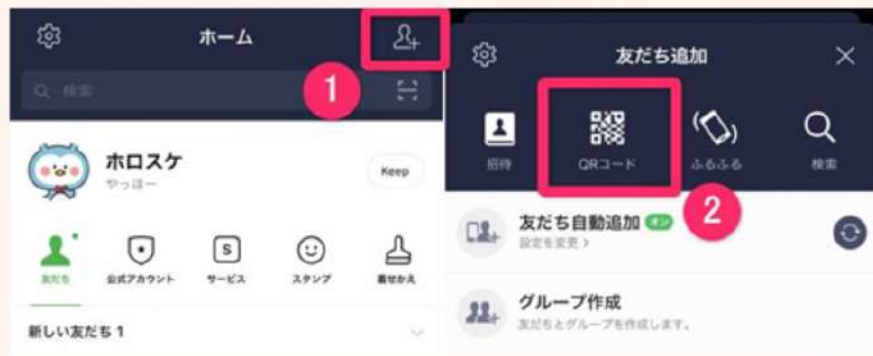 ホーム
検索
1
ホロスケ
やっほー
Keep
友だち
公式アカウント
S
サービス
スタンプ
着せかえ
新しい友だち 1
友だち追加
招待
QRコード
ふるふる
検索
2
友だち自動追加 オン
設定を変更 >
グループ作成
友だちとグループを作成します。